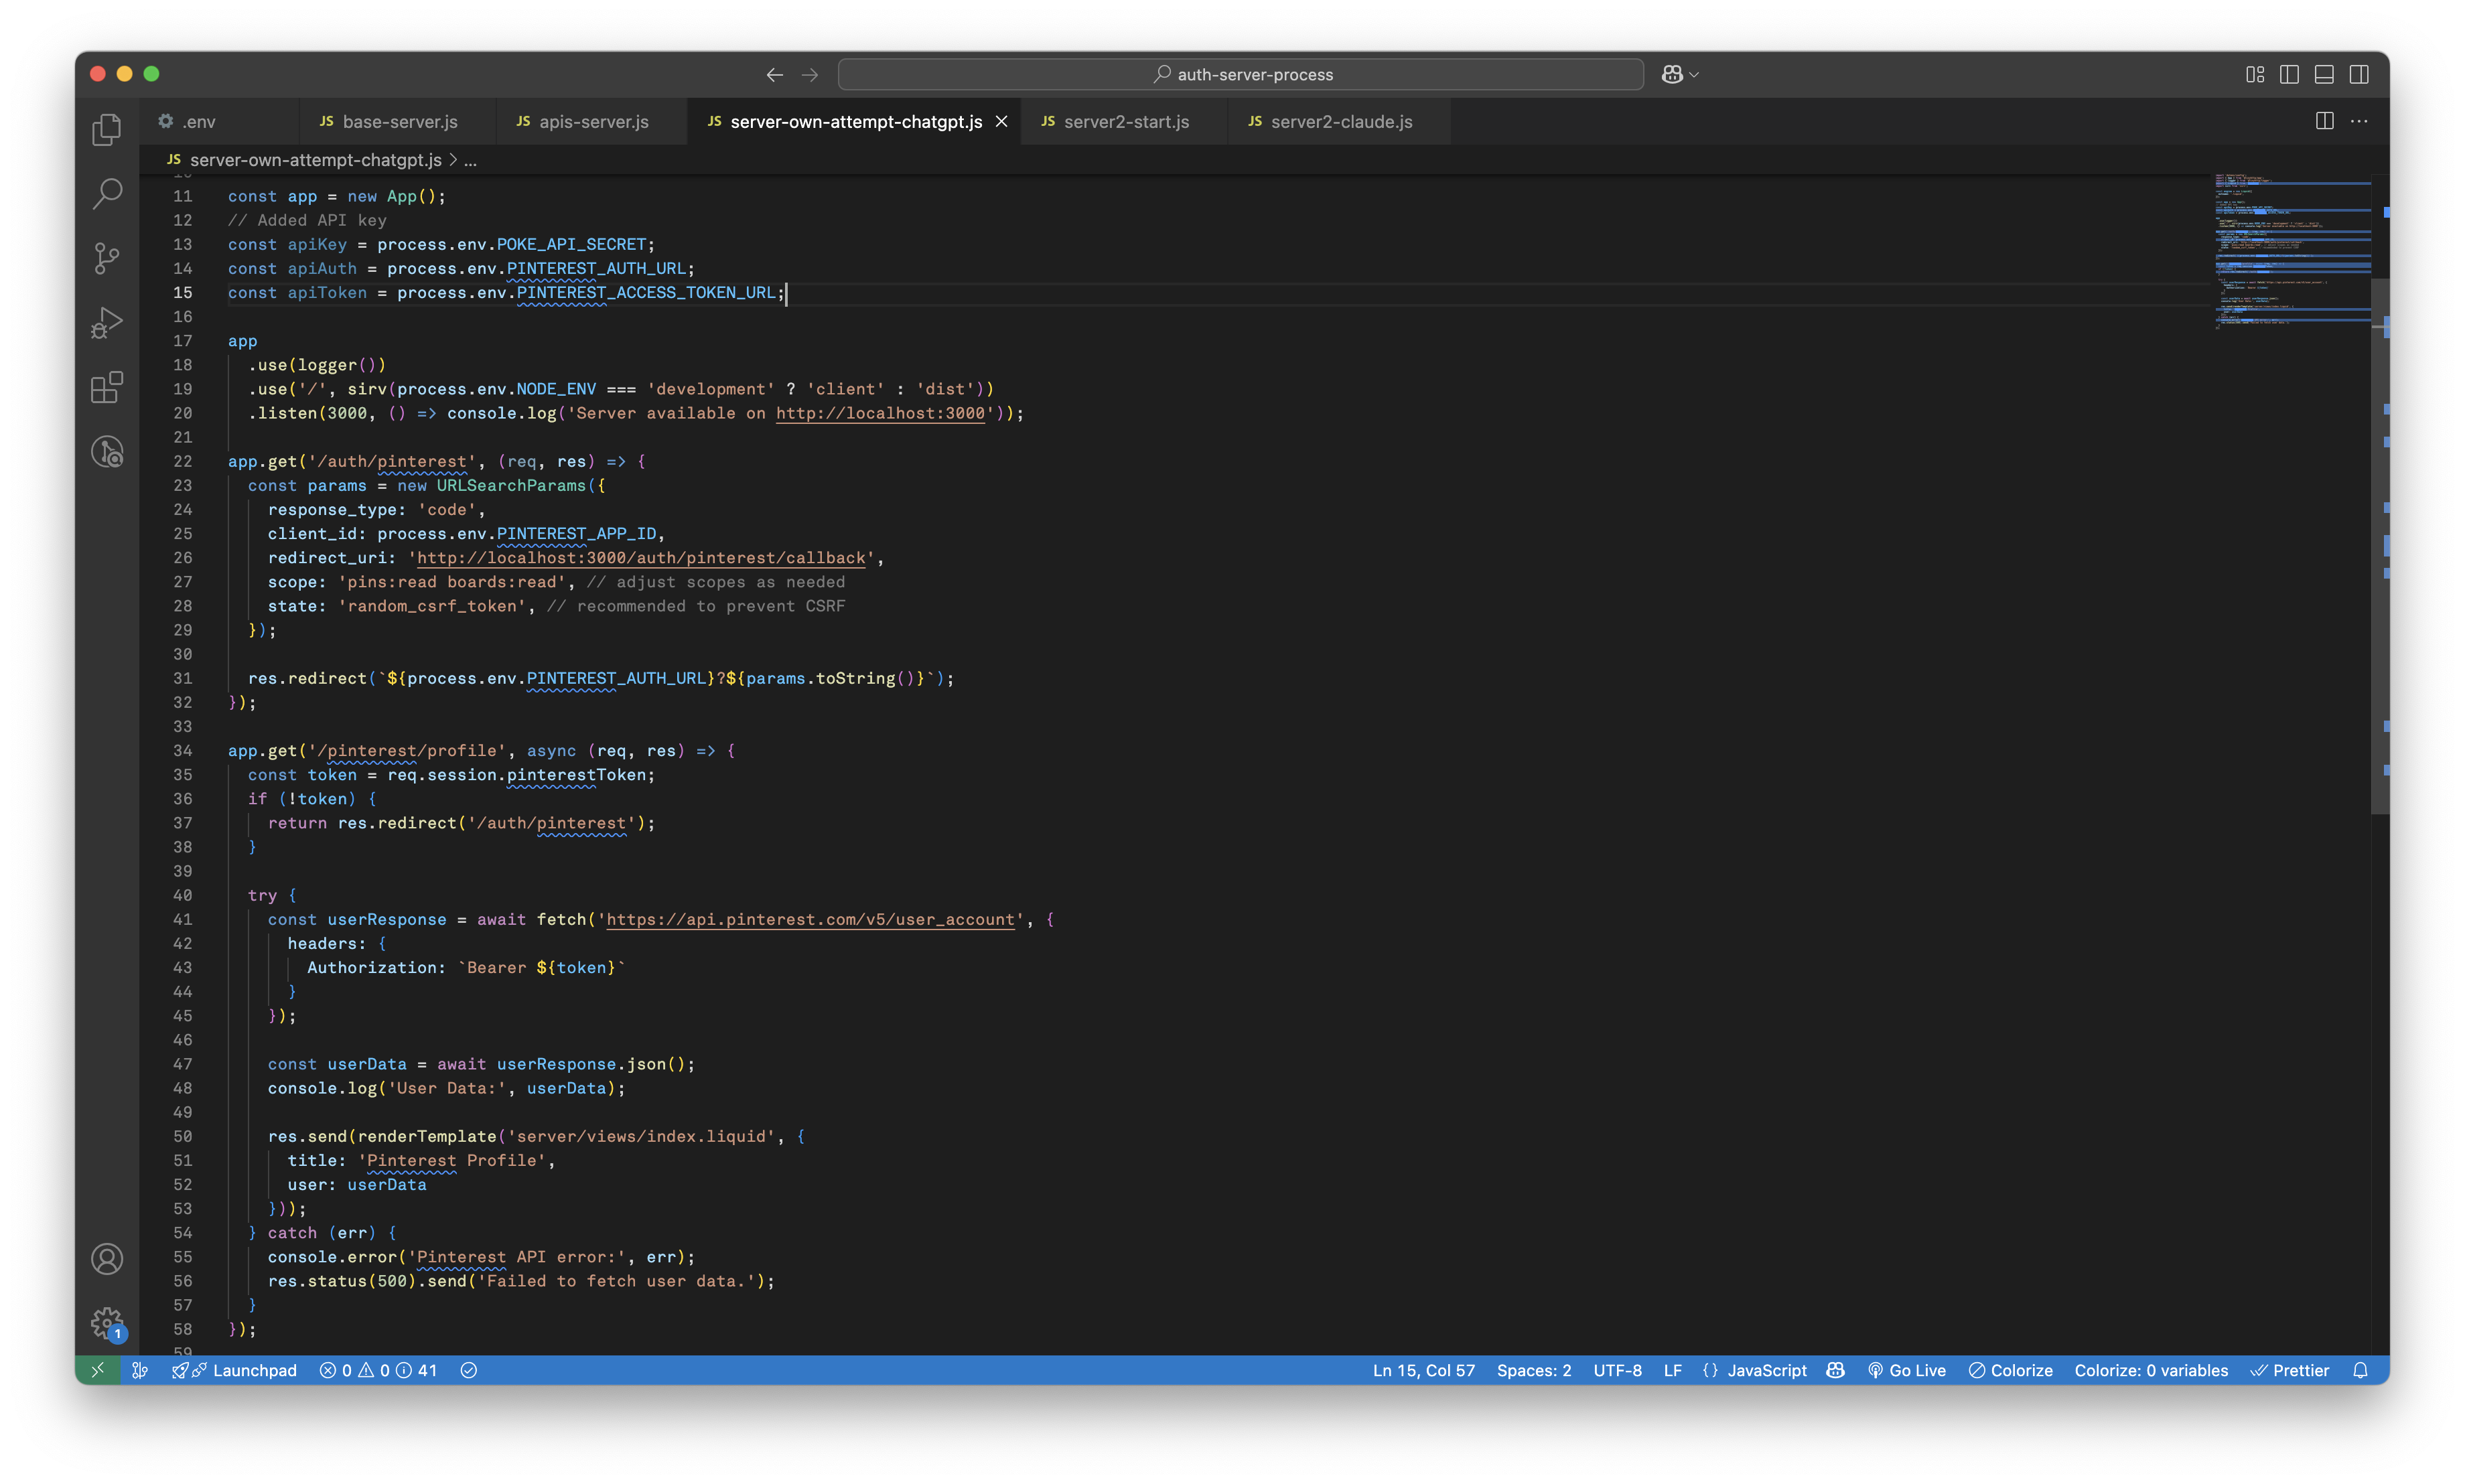 auth-server-process
.env
JS base-server.js
JS apis-server.js
JS server-own-attempt-chatgpt.js
JS server2-start.js
JS server2-claude.js
JS server-own-attempt-chatgpt.js > ...
11 const app = new App();
12 // Added API key
13 const apiKey = process.env.POKE_API_SECRET;
14 const apiAuth = process.env.PINTEREST_AUTH_URL;
15 const apiToken = process.env.PINTEREST_ACCESS_TOKEN_URL;
16
17 app
18   .use(logger())
19   .use('/', sirv(process.env.NODE_ENV === 'development' ? 'client' : 'dist'))
20   .listen(3000, () => console.log('Server available on http://localhost:3000'));
21
22 app.get('/auth/pinterest', (req, res) => {
23   const params = new URLSearchParams({
24     response_type: 'code',
25     client_id: process.env.PINTEREST_APP_ID,
26     redirect_uri: 'http://localhost:3000/auth/pinterest/callback',
27     scope: 'pins:read boards:read', // adjust scopes as needed
28     state: 'random_csrf_token', // recommended to prevent CSRF
29   });
30
31   res.redirect(`${process.env.PINTEREST_AUTH_URL}?${params.toString()}`);
32 });
33
34 app.get('/pinterest/profile', async (req, res) => {
35   const token = req.session.pinterestToken;
36   if (!token) {
37     return res.redirect('/auth/pinterest');
38   }
39
40   try {
41     const userResponse = await fetch('https://api.pinterest.com/v5/user_account', {
42       headers: {
43         Authorization: `Bearer ${token}`
44       }
45     });
46
47     const userData = await userResponse.json();
48     console.log('User Data:', userData);
49
50     res.send(renderTemplate('server/views/index.liquid', {
51       title: 'Pinterest Profile',
52       user: userData
53     }));
54   } catch (err) {
55     console.error('Pinterest API error:', err);
56     res.status(500).send('Failed to fetch user data.');
57   }
58 });
59
1
Launchpad 0 0 41 Ln 15, Col 57 Spaces: 2 UTF-8 LF {} JavaScript Go Live Colorize Colorize: 0 variables Prettier